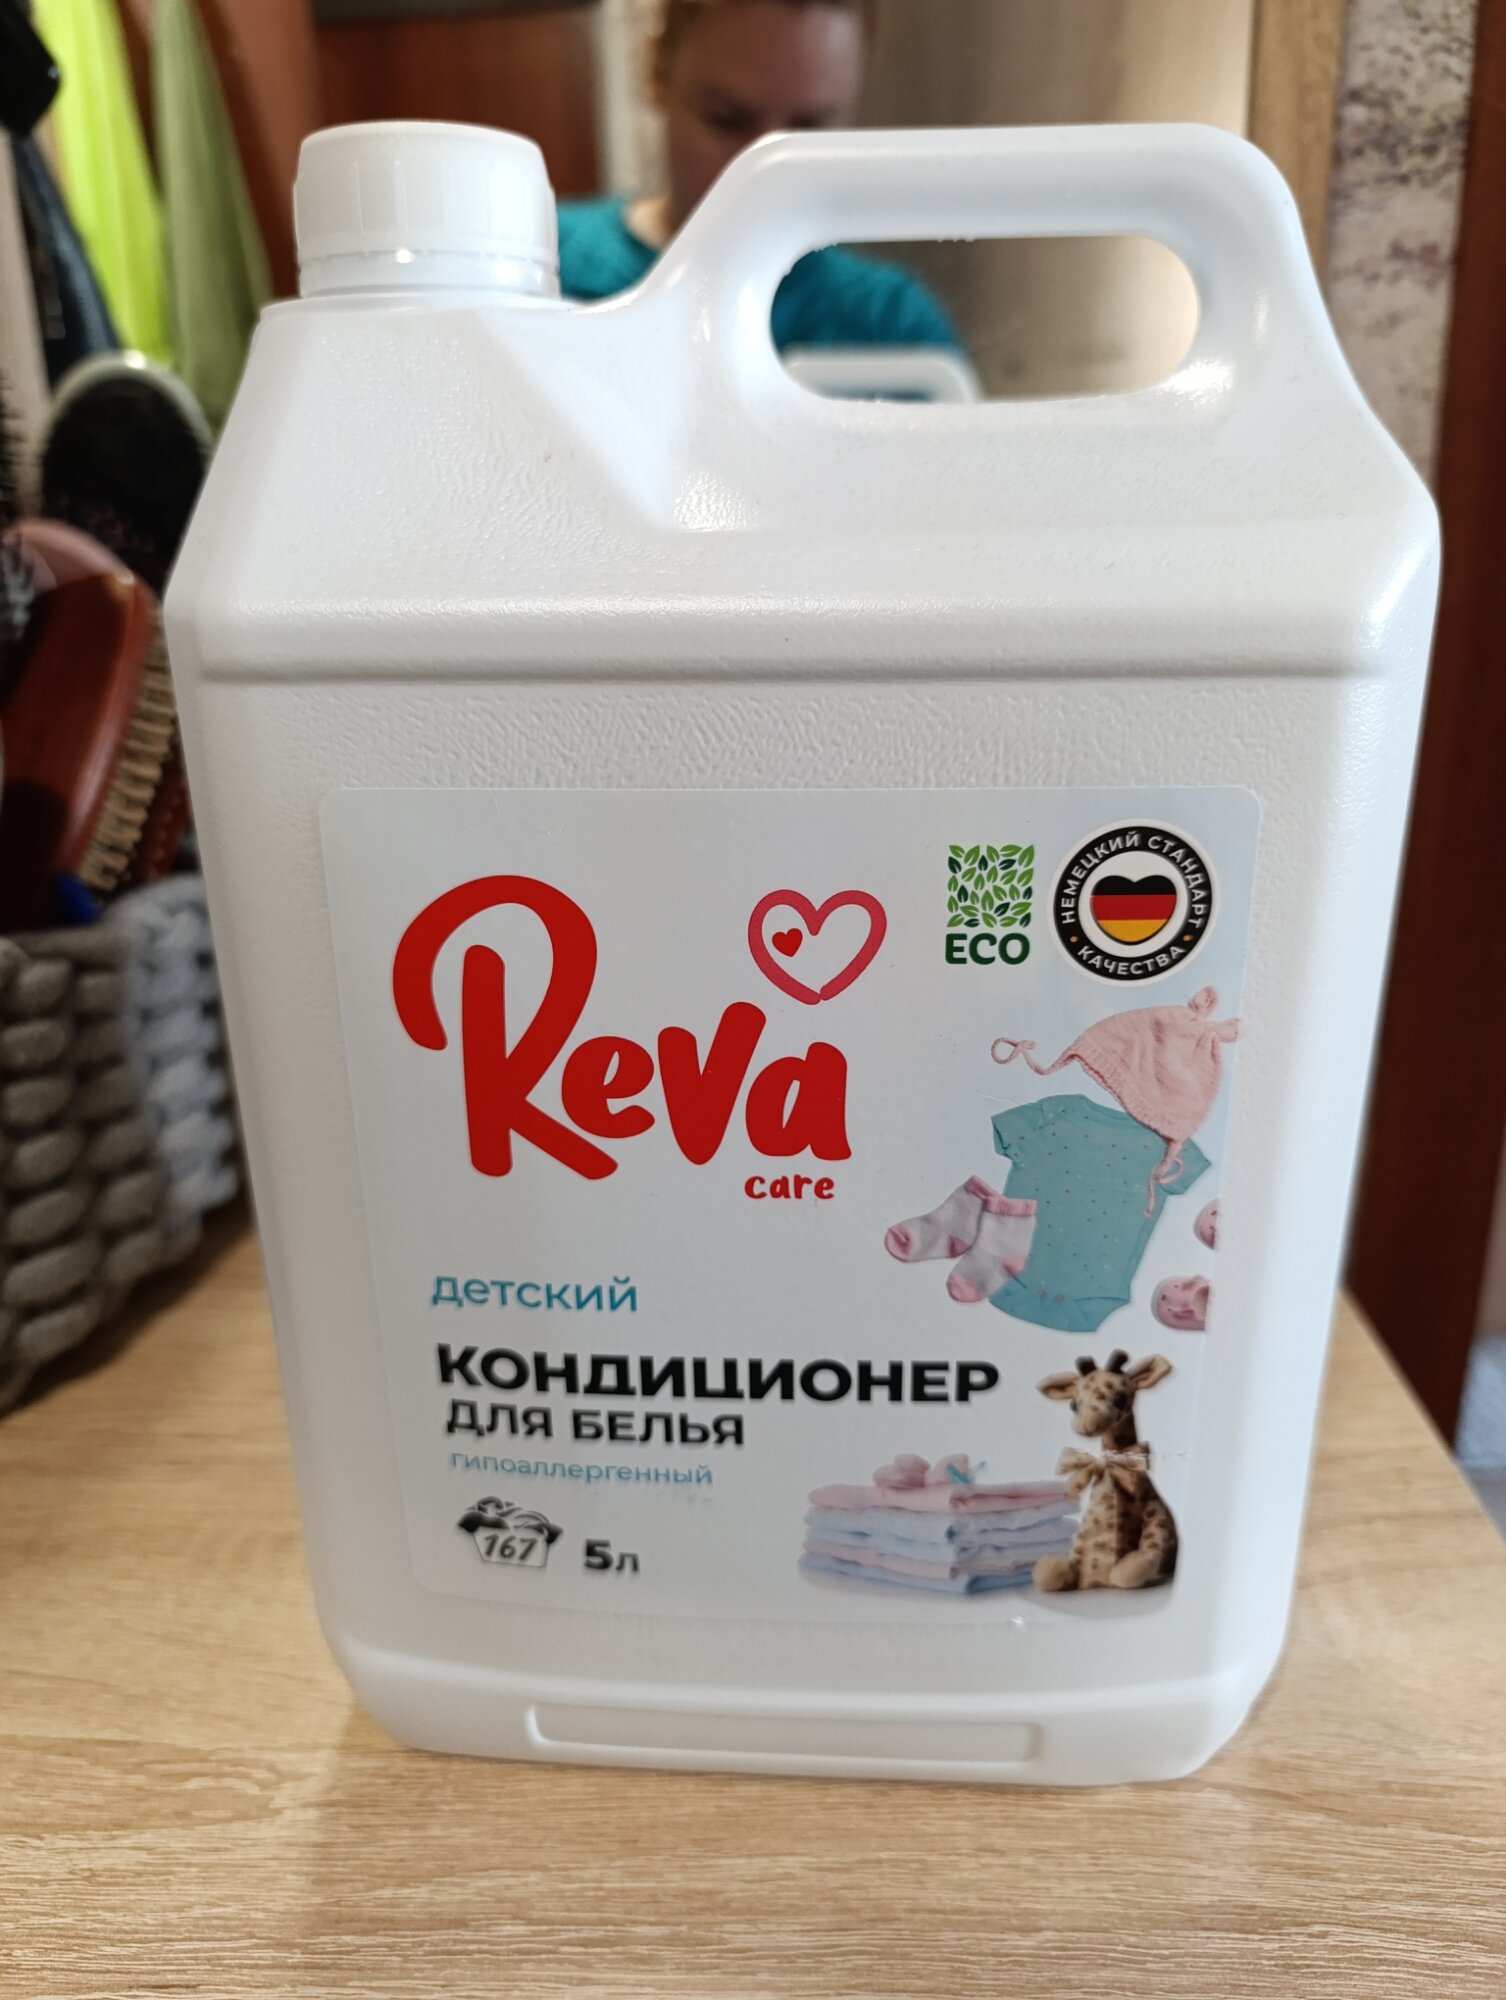 Reva
care
ECO
НЕМЕЦКИЙ СТАНДАРТ
КАЧЕСТВА
детский
КОНДИЦИОНЕР
ДЛЯ БЕЛЬЯ
гипоаллергенный
167 5л